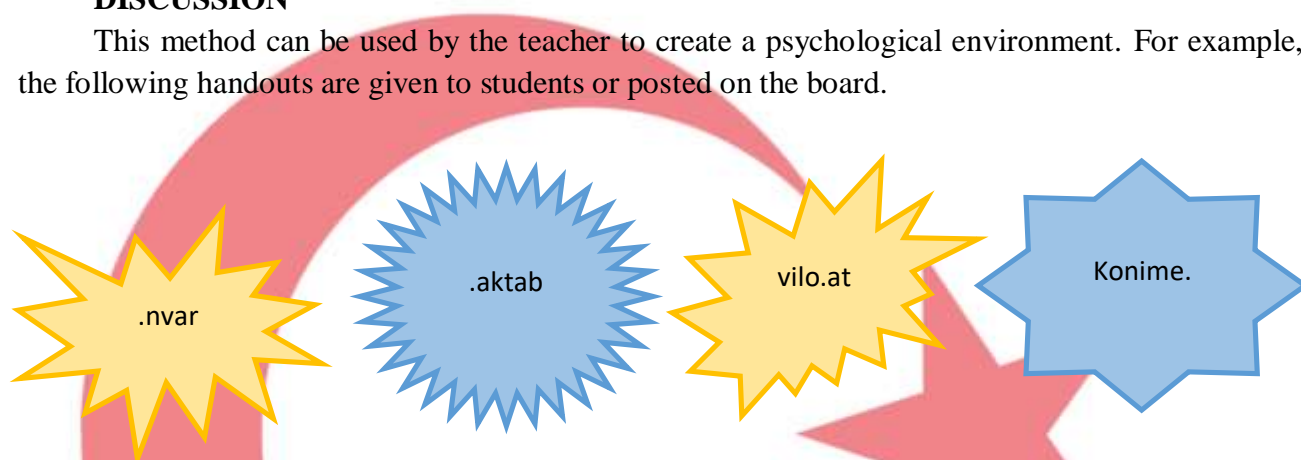 DISCUSSION
This method can be used by the teacher to create a psychological environment. For example,
the following handouts are given to students or posted on the board.
.nvar
.aktab
vilo.at
Konime.